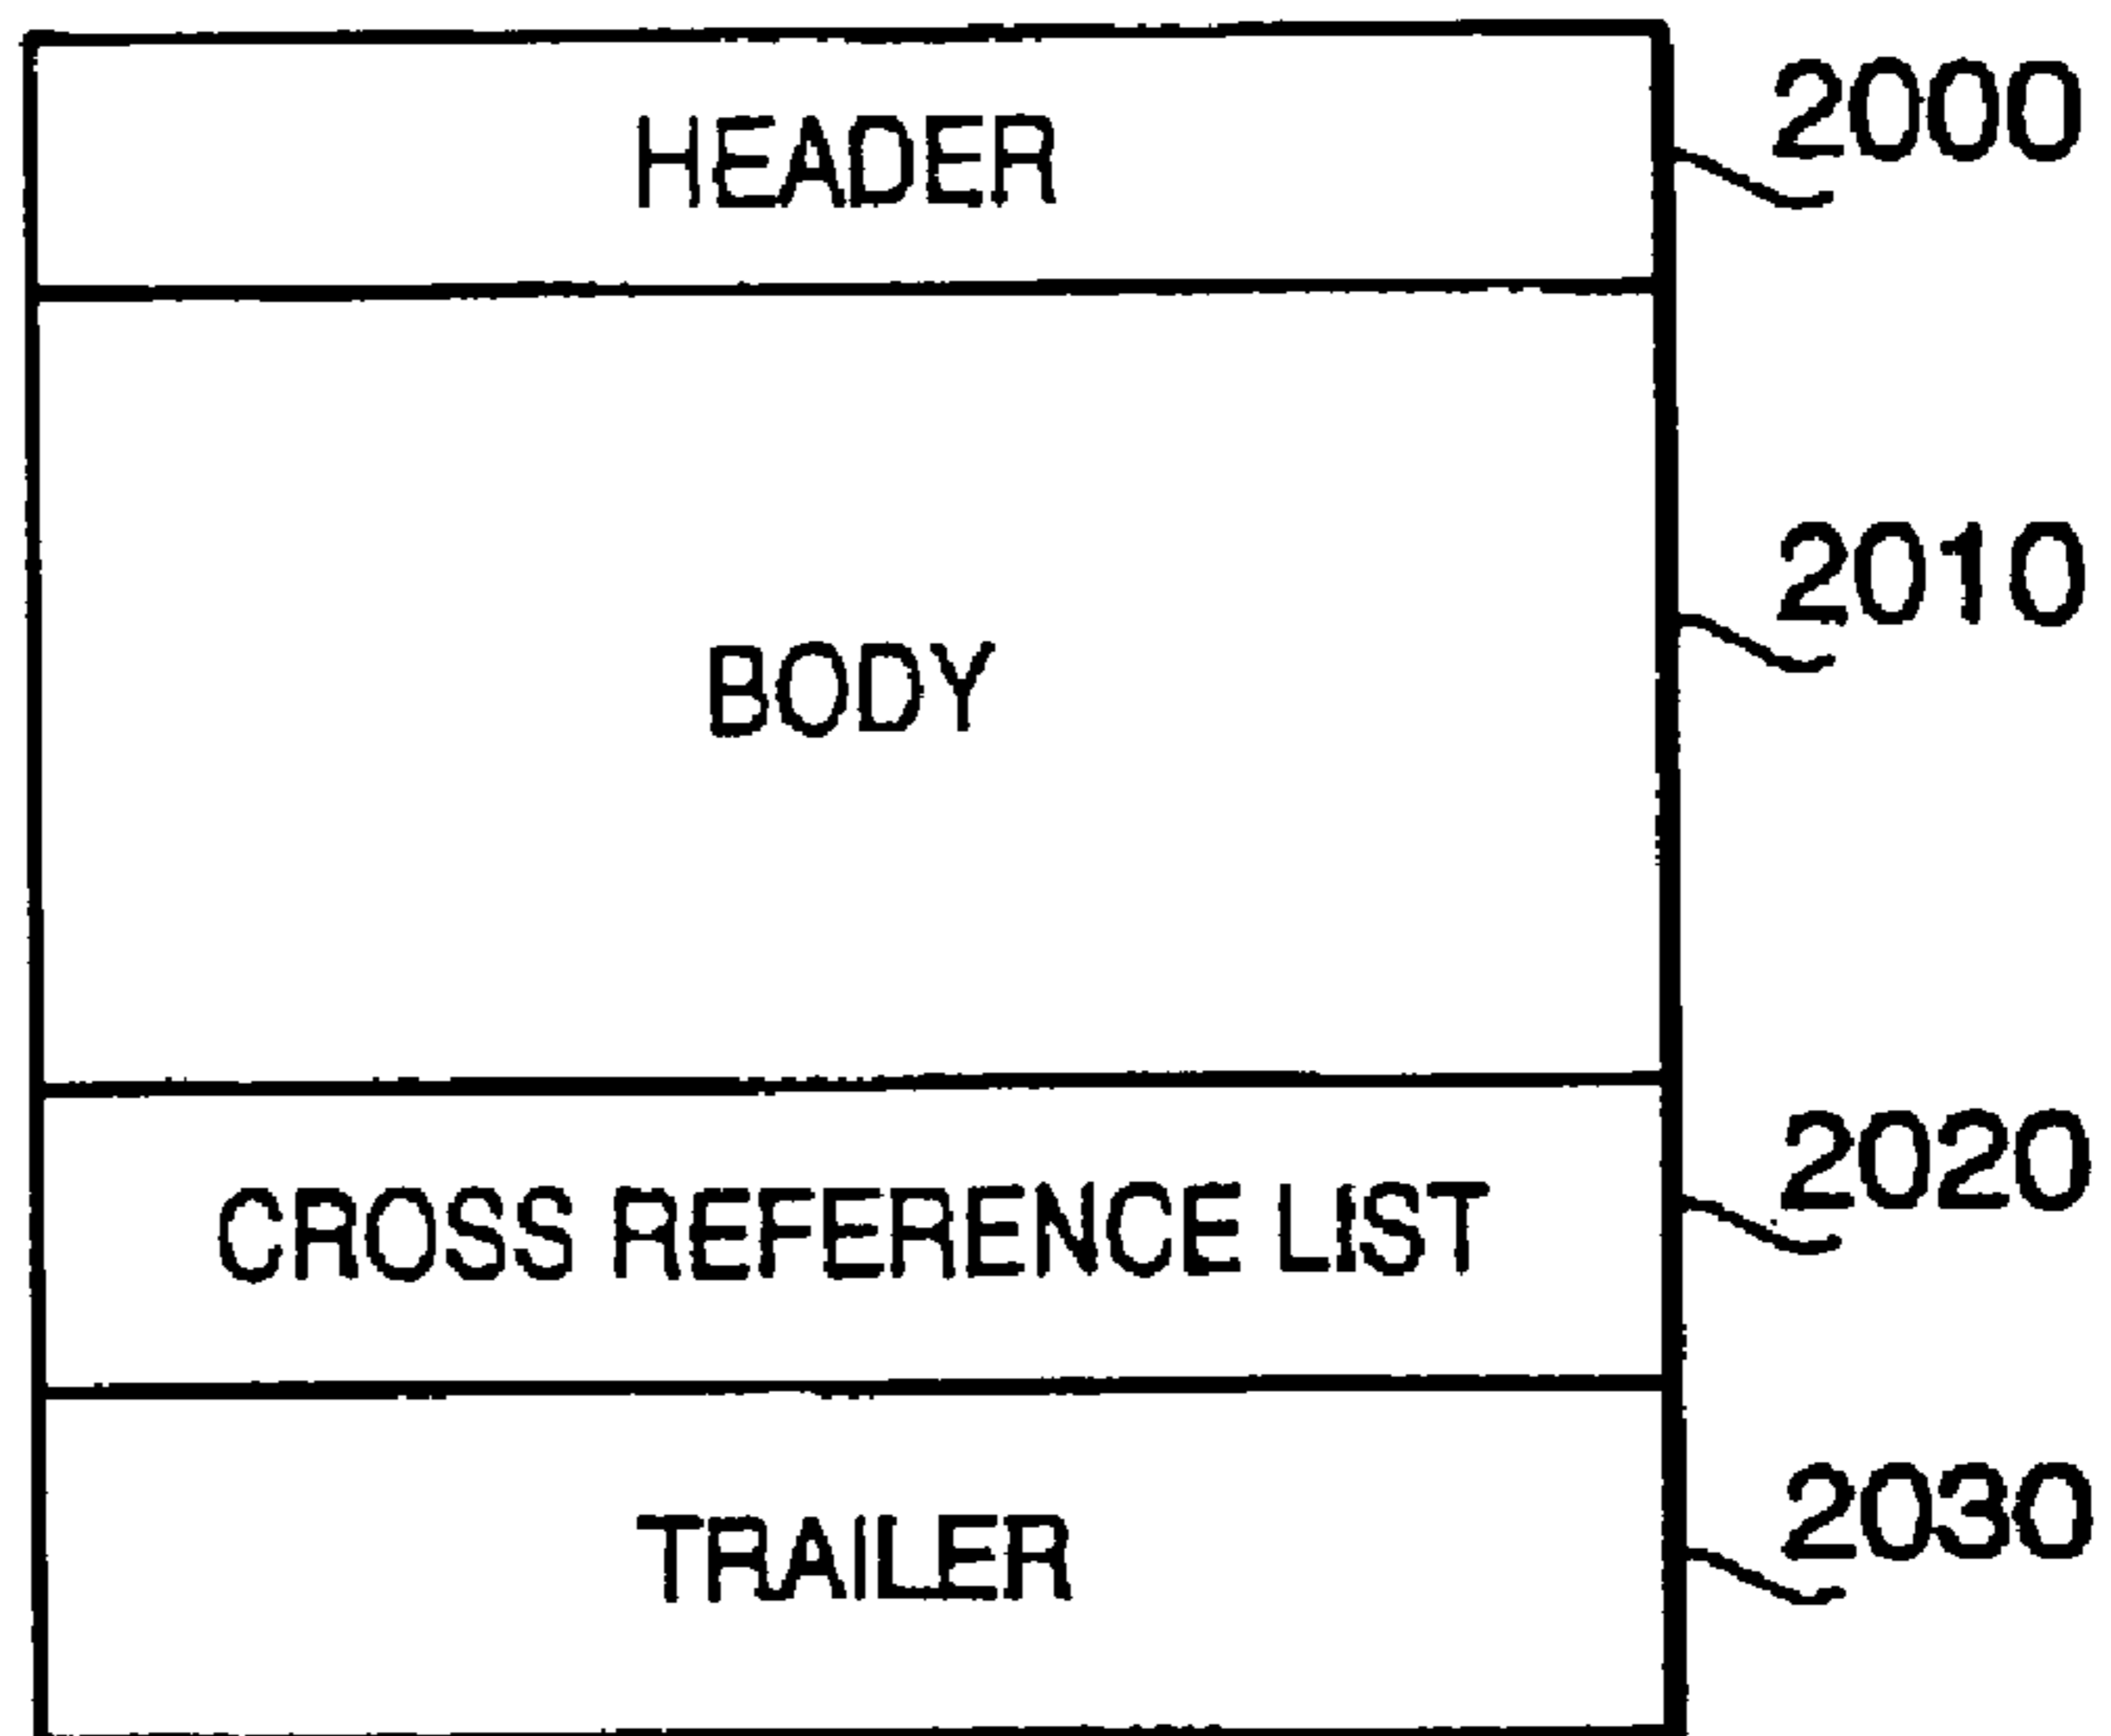 HEADER
2000
BODY
2010
CROSS REFERENCE LIST
2020
TRAILER
2030